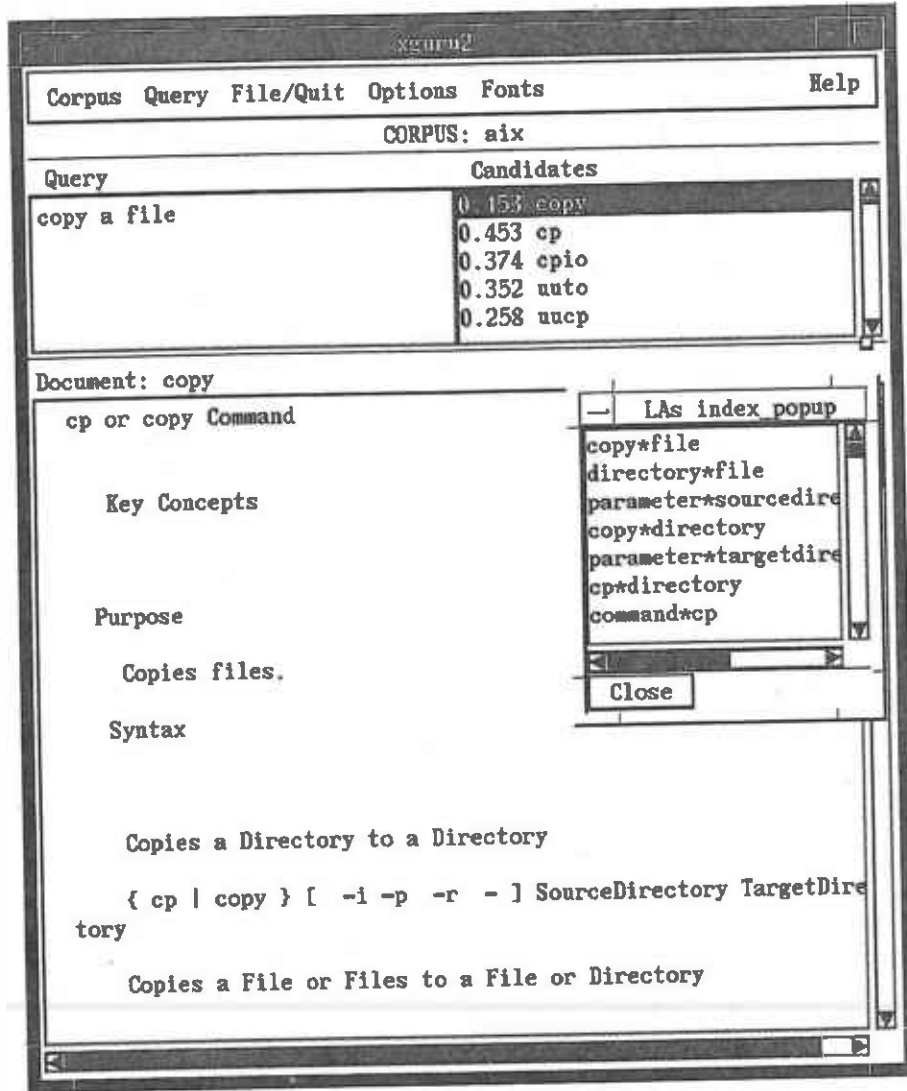 xguru2
Corpus Query File/Quit Options Fonts Help
CORPUS: aix
Query Candidates
copy a file
0.453 copy
0.453 cp
0.374 cpio
0.352 uuto
0.258 uucp
Document: copy
cp or copy Command
Key Concepts
Purpose
Copies files.
Syntax
Copies a Directory to a Directory
{ cp | copy } [ -i -p -r - ] SourceDirectory TargetDire
tory
Copies a File or Files to a File or Directory
LAs index popup
copy*file
directory*file
parameter*sourcedire
copy*directory
parameter*targetdire
cp*directory
command*cp
Close